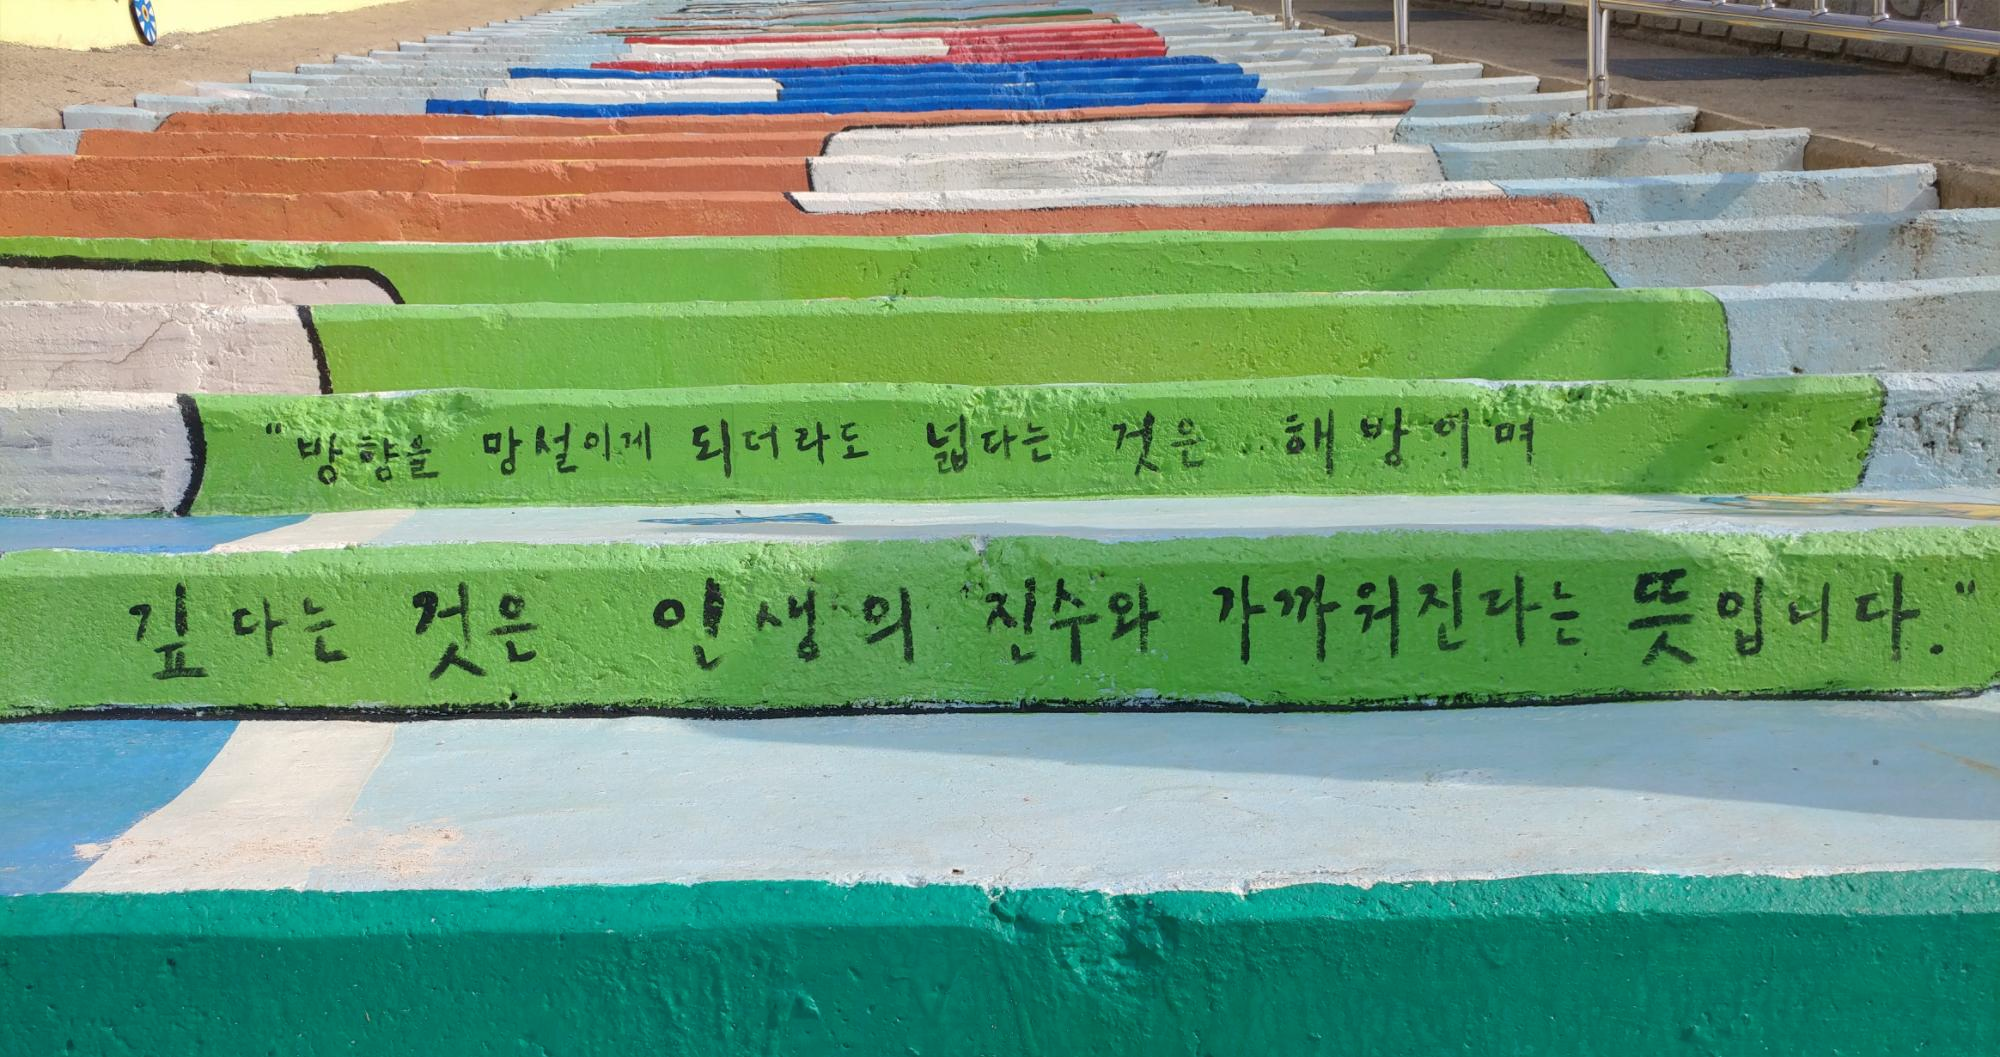 "방향을 망설이게 되더라도 넓다는 것은 해방이며
깊다는 것은 인생의 진수와 가까워진다는 뜻입니다."